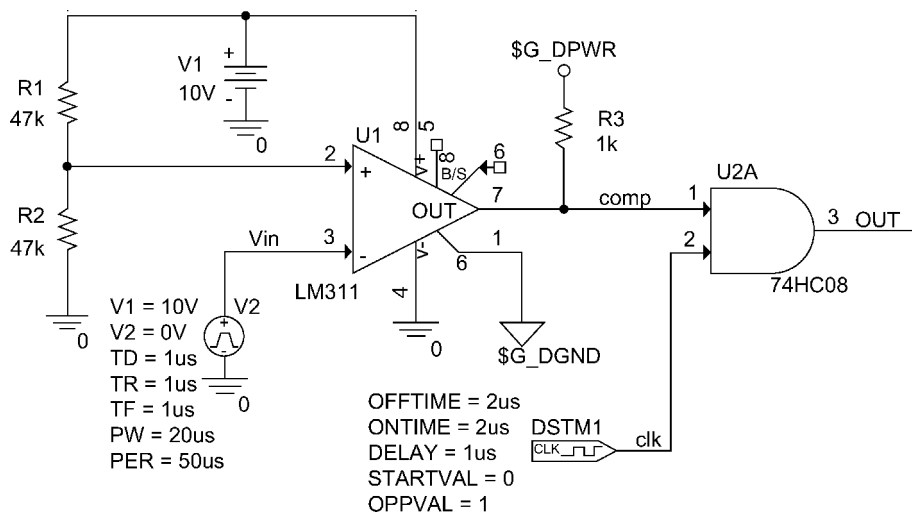 $G_DPWR
V1
10V
+
-
0
R1
47k
R3
1k
8
5
U1
V+
8
B/S
6
2
+
OUT
7
comp
1
U2A
3
OUT
2
74HC08
R2
47k
Vin
3
-
V-
6
1
LM311
4
0
0
$G_DGND
V1 = 10V
V2 = 0V
TD = 1us
TR = 1us
TF = 1us
PW = 20us
PER = 50us
V2
+
-
0
OFFTIME = 2us
ONTIME = 2us
DELAY = 1us
STARTVAL = 0
OPPVAL = 1
DSTM1
CLK
clk